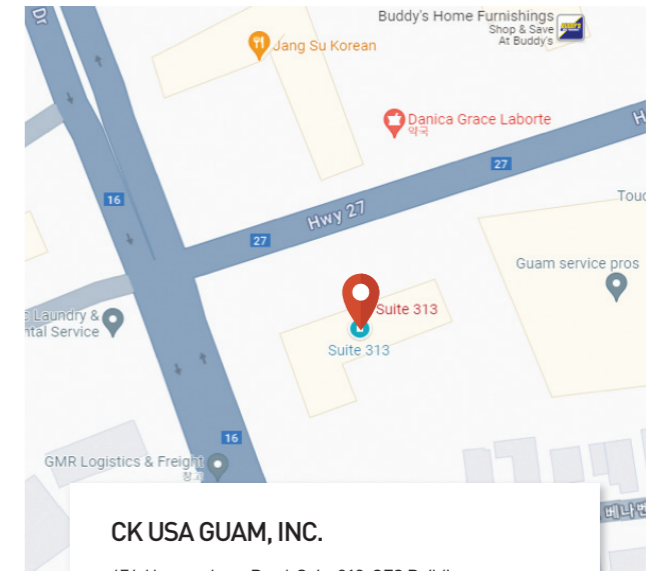 Dr
Buddy's Home Furnishings
Shop & Save
At Buddy's
Jang Su Korean
Danica Grace Laborte
약국
27
16
Hwy 27
27
Guam service pros
Suite 313
Suite 313
Laundry &
Service
16
GMR Logistics & Freight
CK USA GUAM, INC.